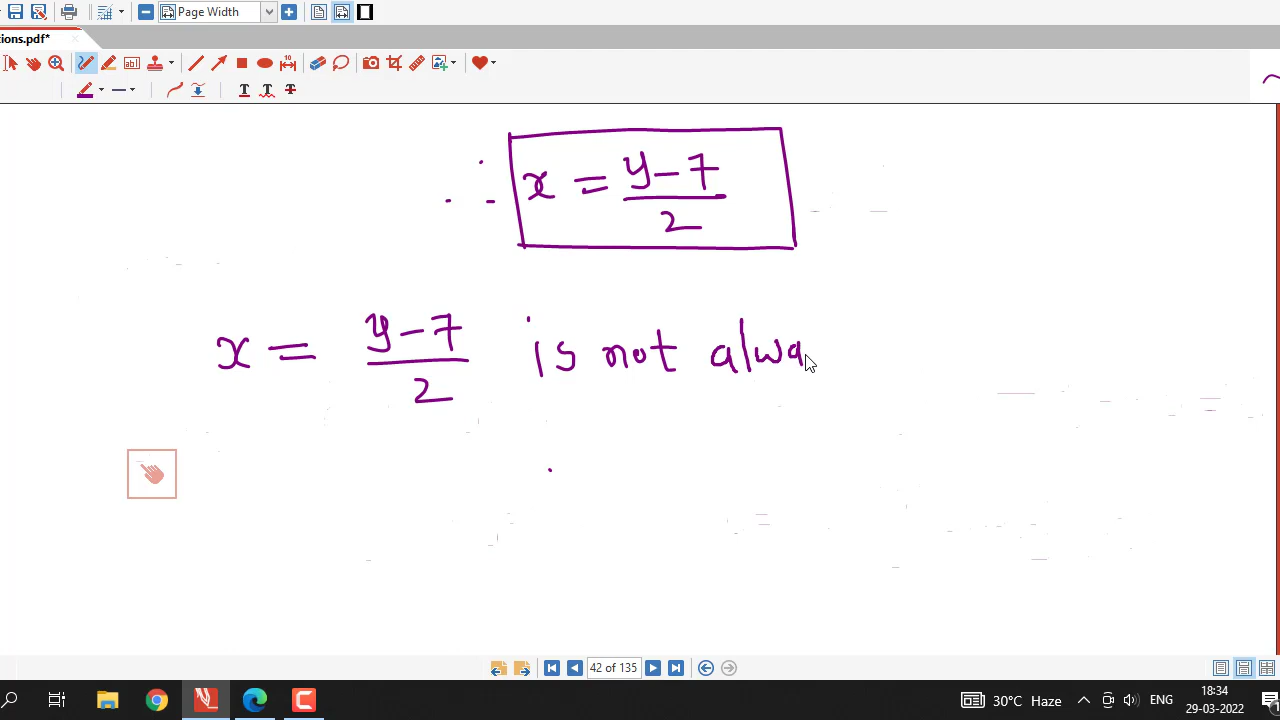 Page Width
ions.pdf*
10
T T T
∴ x = (y-7)/2
x = (y-7)/2 is not alwa
42 of 135
30°C Haze ENG 18:34
29-03-2022